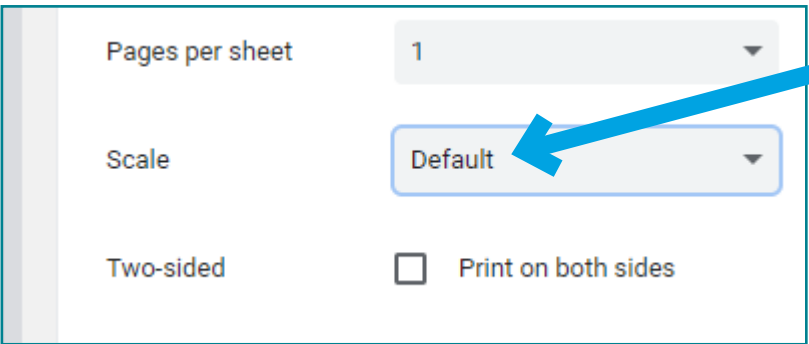 Pages per sheet 1
Scale Default
Two-sided Print on both sides